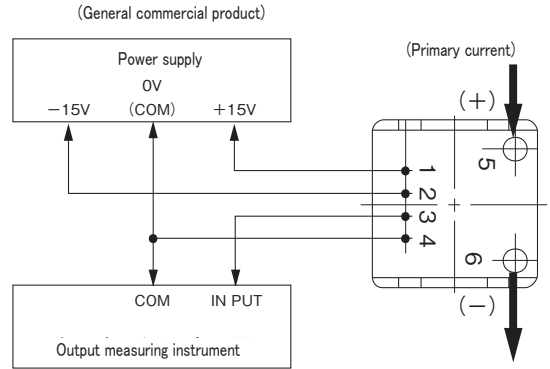 (General commercial product)
Power supply
0V
－15V (COM) ＋15V
(Primary current)
(+)
1
2
3
4
5
6
(－)
COM IN PUT
Output measuring instrument